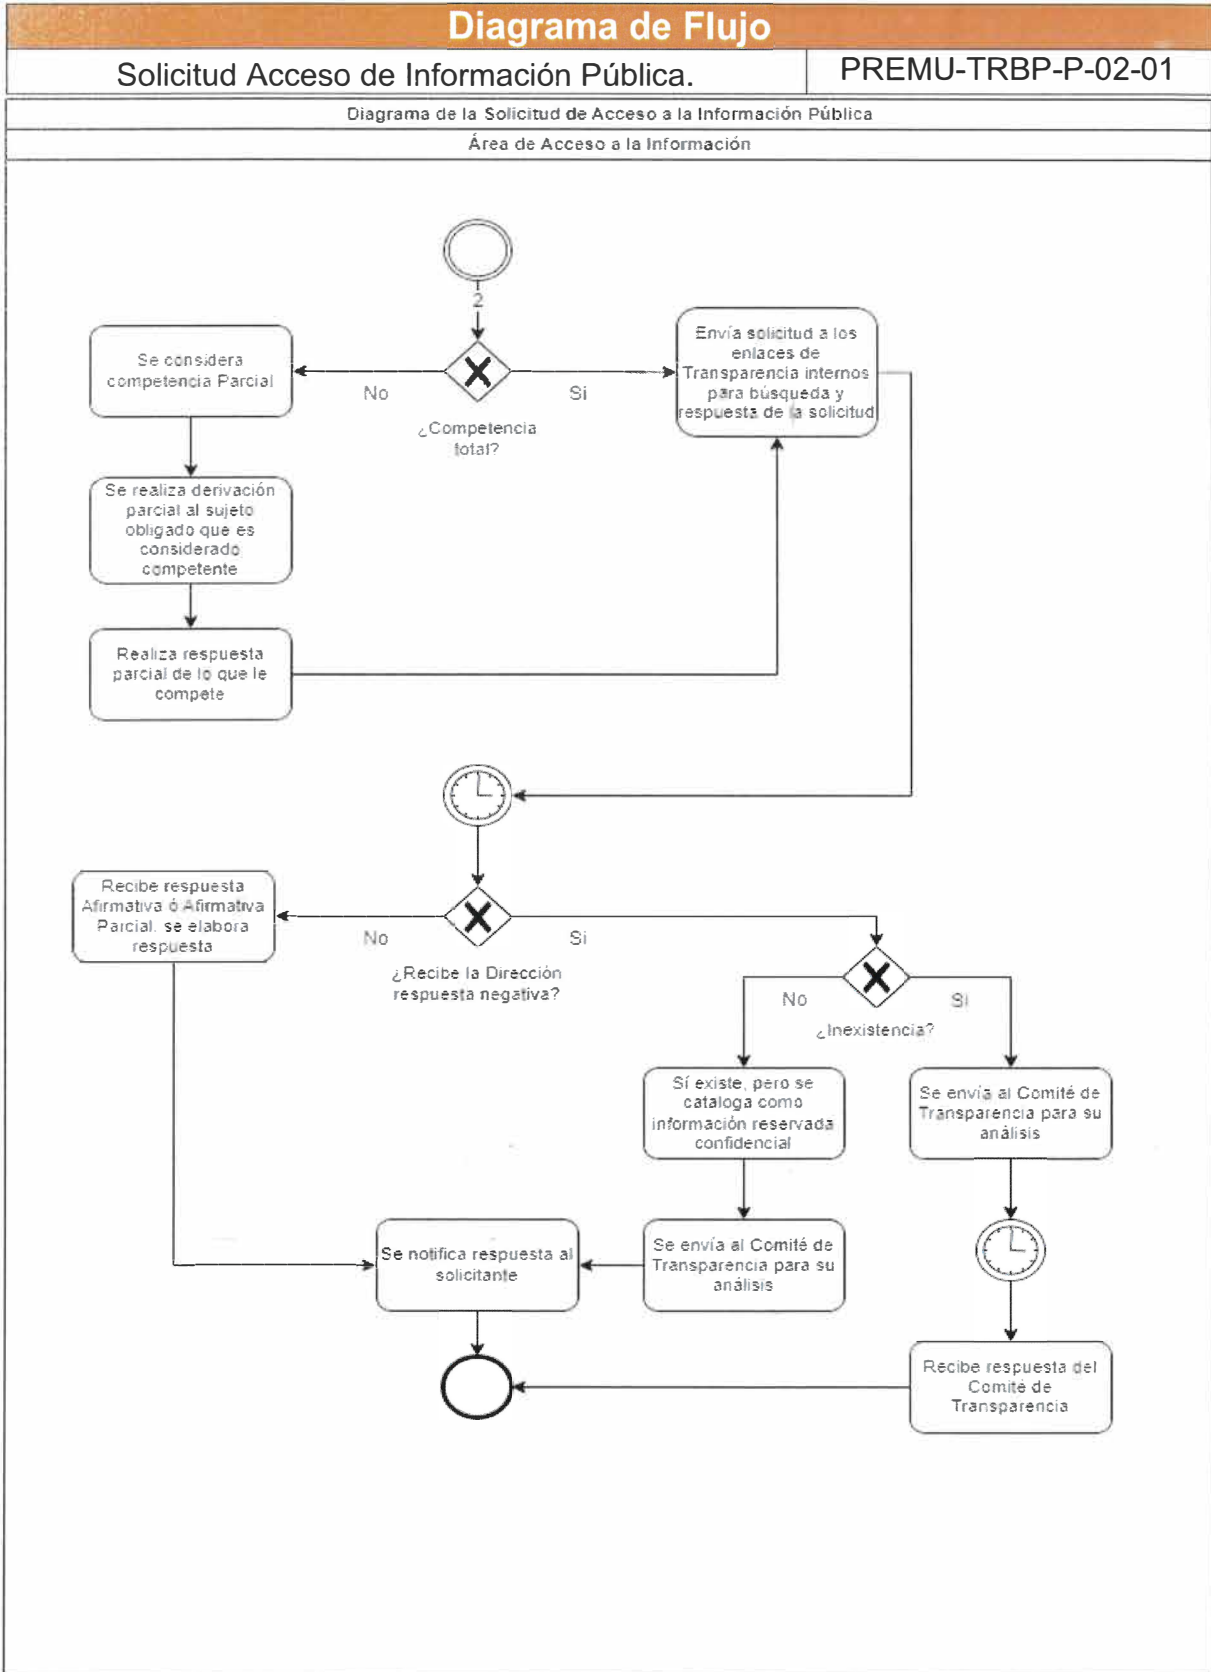 Diagrama de Flujo
Solicitud Acceso de Información Pública.
PREMU-TRBP-P-02-01
Diagrama de la Solicitud de Acceso a la Información Pública
Área de Acceso a la Información
2
Se considera
competencia Parcial
No
Si
¿Competencia
total?
Envía solicitud a los
enlaces de
Transparencia internos
para búsqueda y
respuesta de la solicitud
Se realiza derivación
parcial al sujeto
obligado que es
considerado
competente
Realiza respuesta
parcial de lo que le
compete
Recibe respuesta
Afirmativa ó Afirmativa
Parcial. se elabora
respuesta
No
Si
¿Recibe la Dirección
respuesta negativa?
No
Si
¿Inexistencia?
Sí existe, pero se
cataloga como
información reservada
confidencial
Se envía al Comité de
Transparencia para su
análisis
Se notifica respuesta al
solicitante
Se envía al Comité de
Transparencia para su
análisis
Recibe respuesta del
Comité de
Transparencia